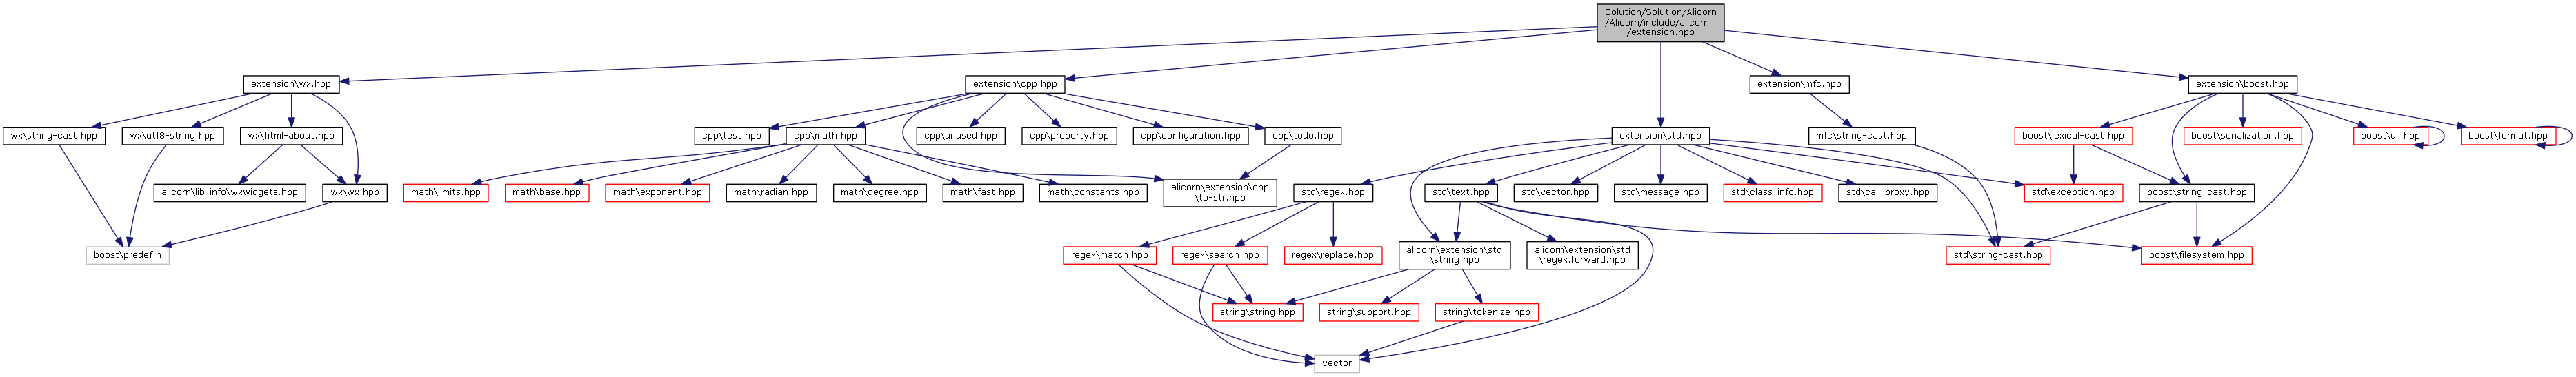 Solution/Solution/Alicorn
/Alicorn/include/alicorn
/extension.hpp
extension\wx.hpp
extension\cpp.hpp
extension\mfc.hpp
extension\boost.hpp
wx\string-cast.hpp
wx\utf8-string.hpp
wx\html-about.hpp
cpp\test.hpp
cpp\math.hpp
cpp\unused.hpp
cpp\property.hpp
cpp\configuration.hpp
cpp\todo.hpp
extension\std.hpp
mfc\string-cast.hpp
boost\lexical-cast.hpp
boost\serialization.hpp
boost\dll.hpp
boost\format.hpp
alicorn\lib-info\wxwidgets.hpp
wx\wx.hpp
math\limits.hpp
math\base.hpp
math\exponent.hpp
math\radian.hpp
math\degree.hpp
math\fast.hpp
math\constants.hpp
alicorn\extension\cpp
\to-str.hpp
std\regex.hpp
std\text.hpp
std\vector.hpp
std\message.hpp
std\class-info.hpp
std\call-proxy.hpp
std\exception.hpp
boost\string-cast.hpp
boost\predef.h
regex\match.hpp
regex\search.hpp
regex\replace.hpp
alicorn\extension\std
\string.hpp
alicorn\extension\std
\regex.forward.hpp
std\string-cast.hpp
boost\filesystem.hpp
string\string.hpp
string\support.hpp
string\tokenize.hpp
vector